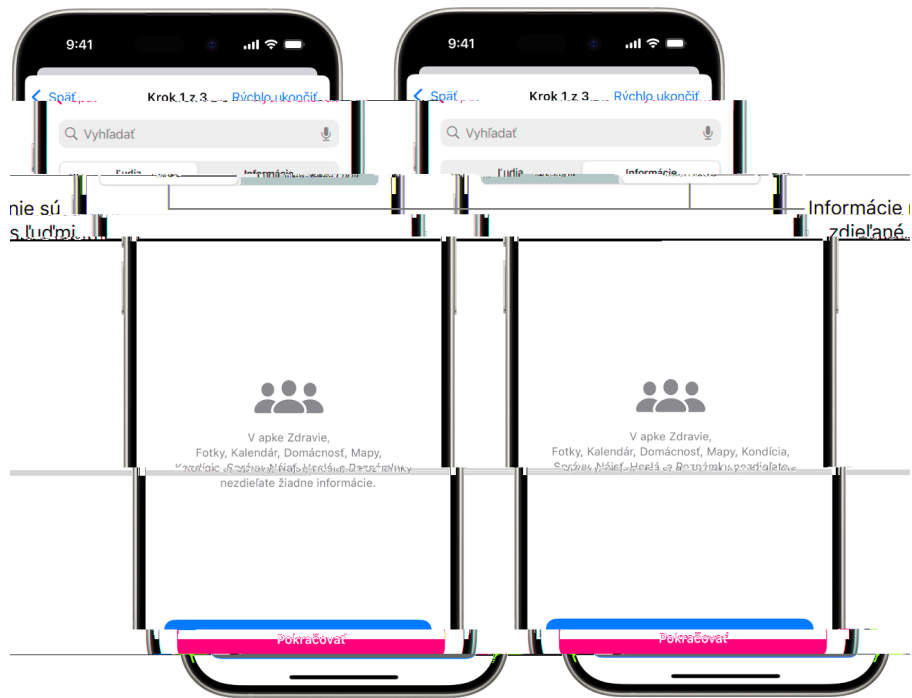 9:41
Späť
Krok 1 z 3
Rýchlo ukončiť
Vyhľadať
Ľudia
Informácie
V apke Zdravie,
Fotky, Kalendár, Domácnosť, Mapy,
nezdieľate žiadne informácie.
Pokračovať
nie sú
s ľuďmi
9:41
Späť
Krok 1 z 3
Rýchlo ukončiť
Vyhľadať
Ľudia
Informácie
V apke Zdravie,
Fotky, Kalendár, Domácnosť, Mapy, Kondícia,
Pokračovať
Informácie
zdieľané